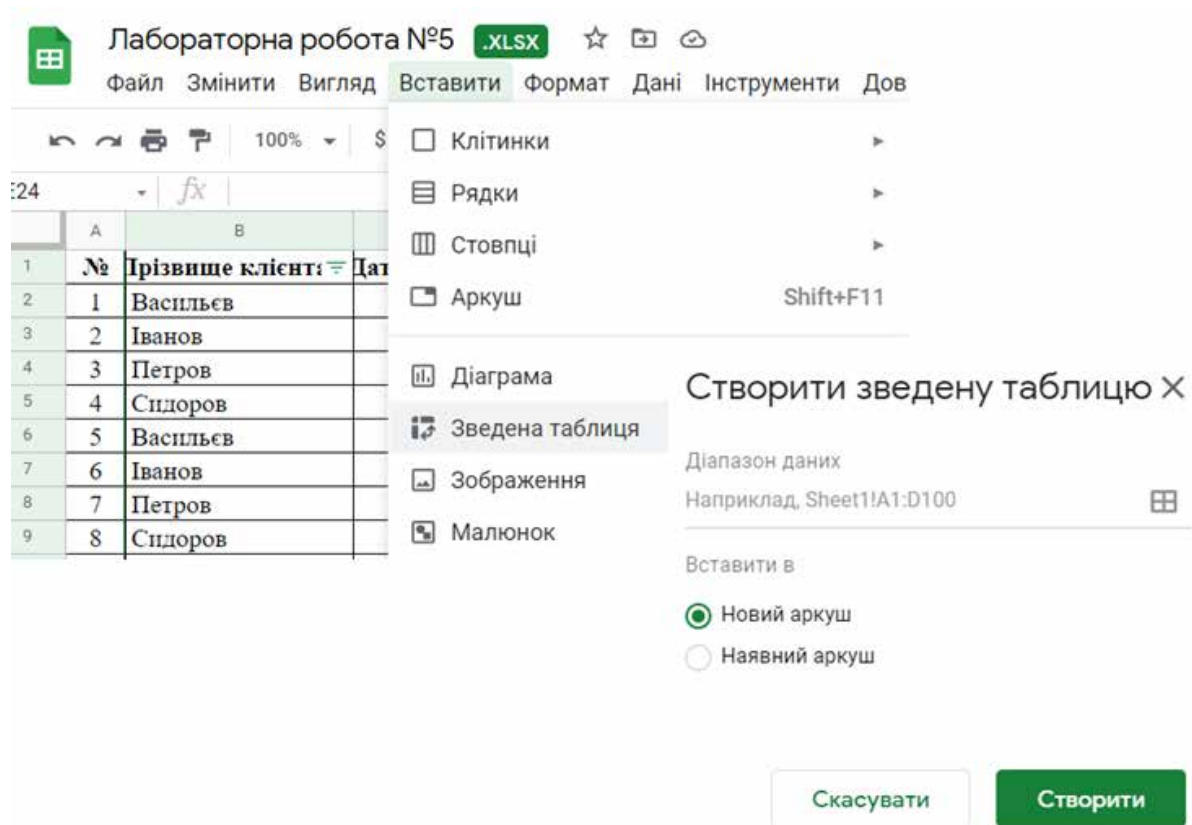 Лабораторна робота №5 .XLSX
Файл Змінити Вигляд Вставити Формат Дані Інструменти Дов
100% $
E24 fx
A B
1 № Прізвище клієнта Дат
2 1 Васильєв
3 2 Іванов
4 3 Петров
5 4 Сидоров
6 5 Васильєв
7 6 Іванов
8 7 Петров
9 8 Сидоров
Клітинки
Рядки
Стовпці
Аркуш Shift+F11
Діаграма
Зведена таблиця
Зображення
Малюнок
Створити зведену таблицю
Діапазон даних
Наприклад, Sheet1!A1:D100
Вставити в
Новий аркуш
Наявний аркуш
Скасувати Створити